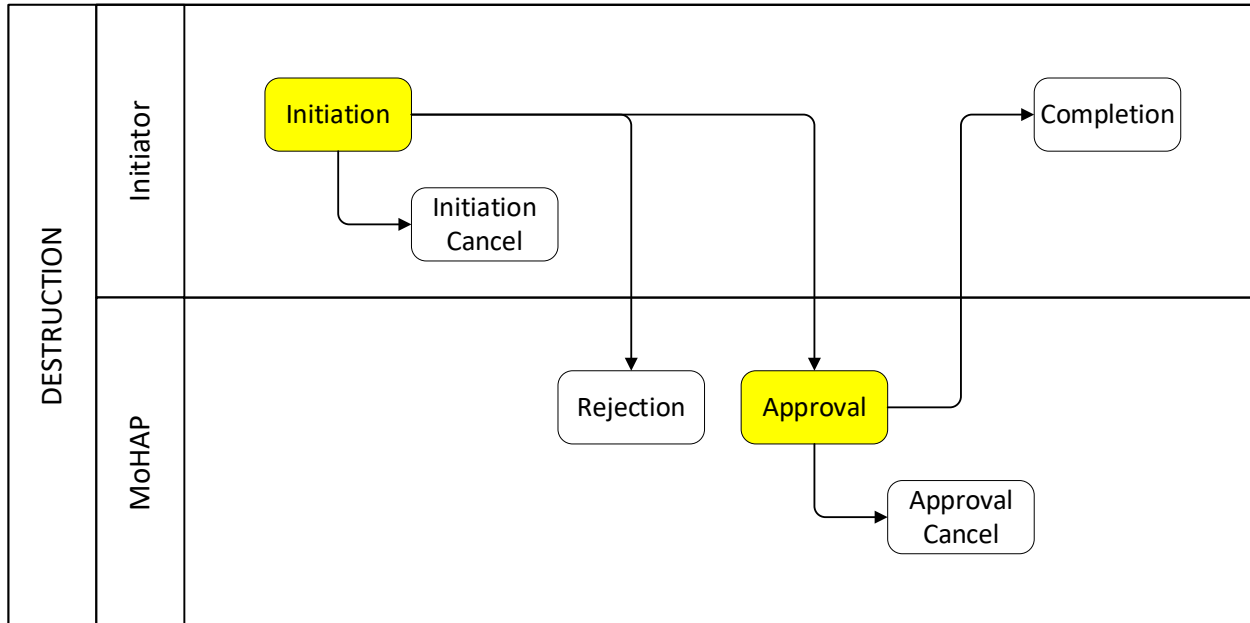 DESTRUCTION
Initiator
Initiation
Completion
Initiation
Cancel
MoHAP
Rejection
Approval
Approval
Cancel